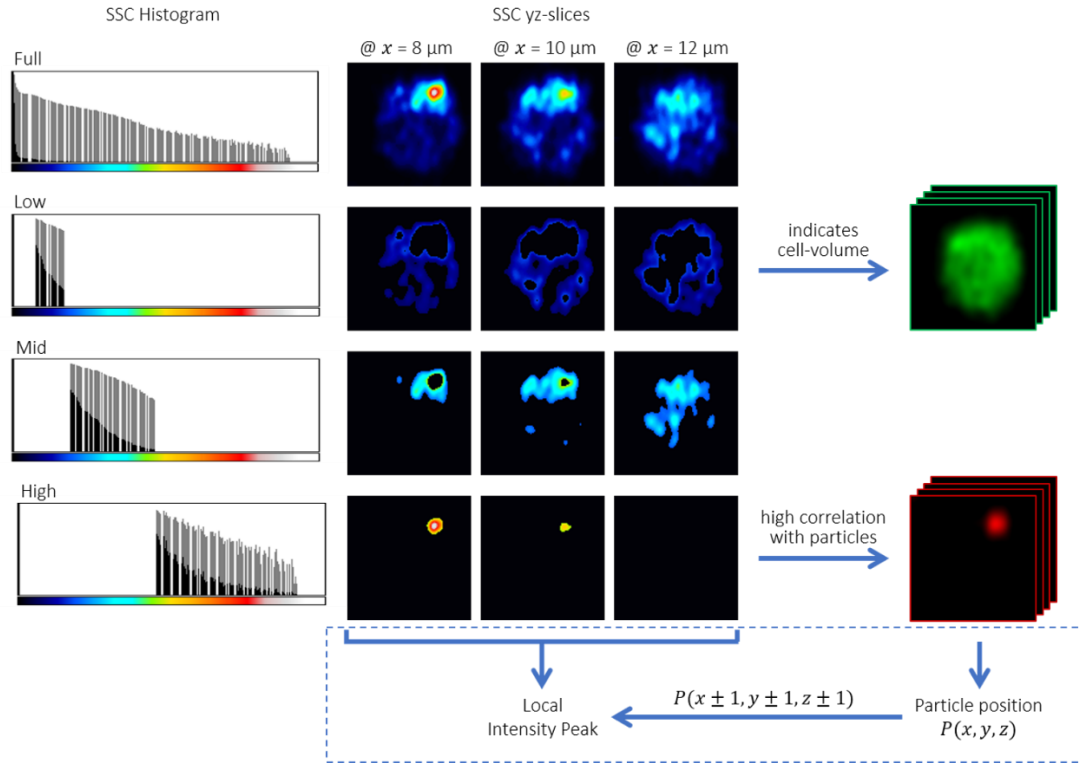 SSC Histogram
SSC yz-slices
@ x = 8 µm
@ x = 10 µm
@ x = 12 µm
Full
Low
indicates
cell-volume
Mid
High
high correlation
with particles
Local
Intensity Peak
P(x ± 1, y ± 1, z ± 1)
Particle position
P(x, y, z)